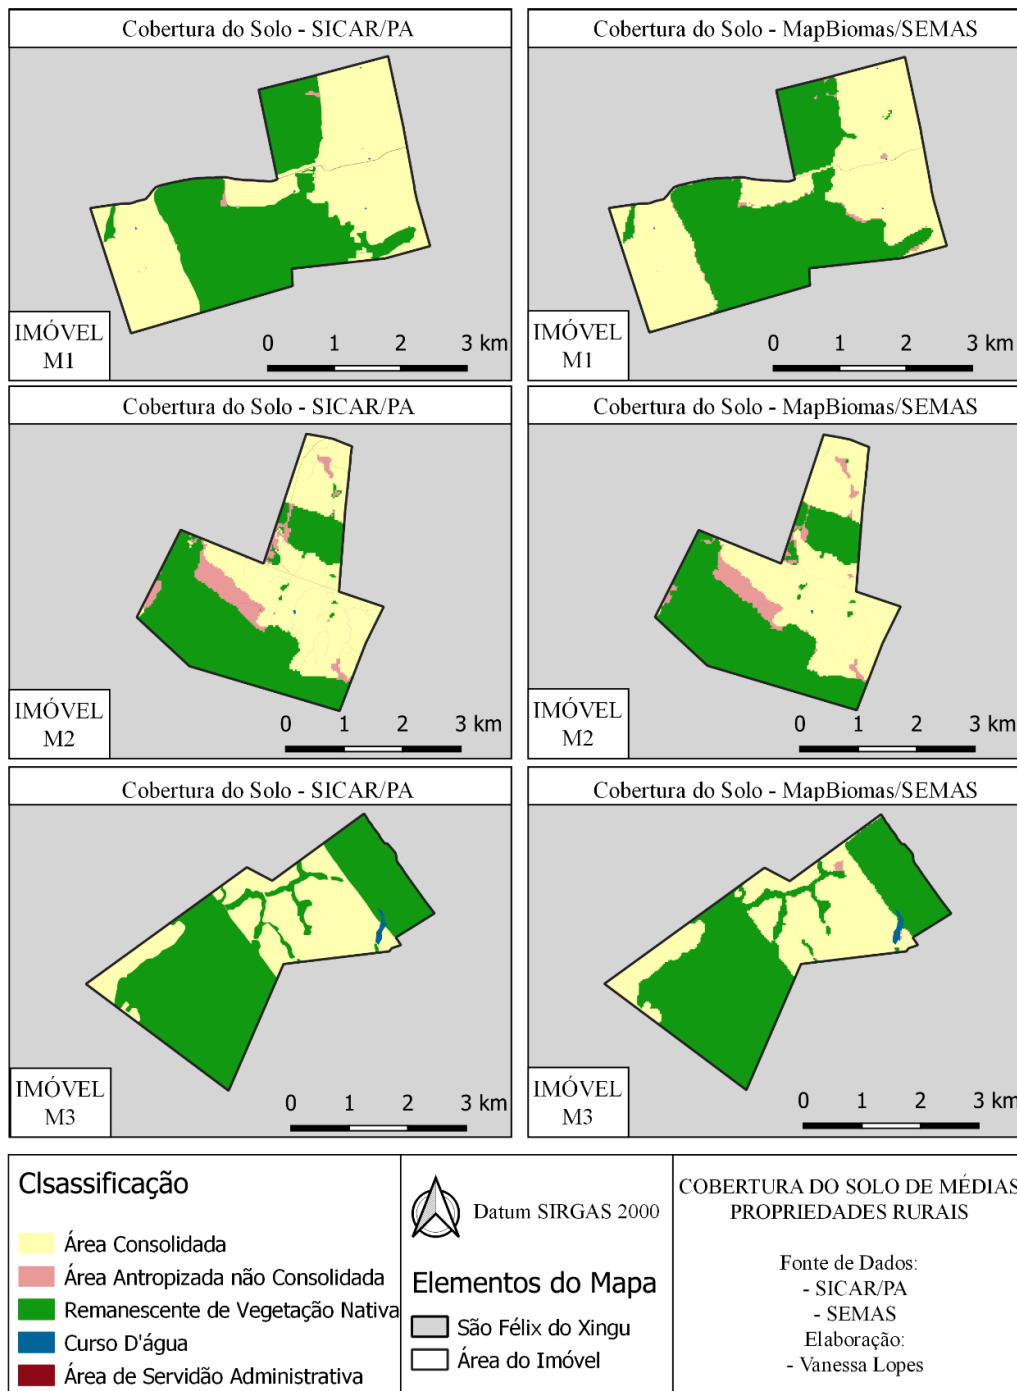 Cobertura do Solo - SICAR/PA
Cobertura do Solo - MapBiomas/SEMAS
IMÓVEL
M1
0 1 2 3 km
IMÓVEL
M1
0 1 2 3 km
Cobertura do Solo - SICAR/PA
Cobertura do Solo - MapBiomas/SEMAS
IMÓVEL
M2
0 1 2 3 km
IMÓVEL
M2
0 1 2 3 km
Cobertura do Solo - SICAR/PA
Cobertura do Solo - MapBiomas/SEMAS
IMÓVEL
M3
0 1 2 3 km
IMÓVEL
M3
0 1 2 3 km
Clsassificação
Área Consolidada
Área Antropizada não Consolidada
Remanescente de Vegetação Nativa
Curso D'água
Área de Servidão Administrativa
Datum SIRGAS 2000
Elementos do Mapa
São Félix do Xingu
Área do Imóvel
COBERTURA DO SOLO DE MÉDIAS
PROPRIEDADES RURAIS
Fonte de Dados:
- SICAR/PA
- SEMAS
Elaboração:
- Vanessa Lopes